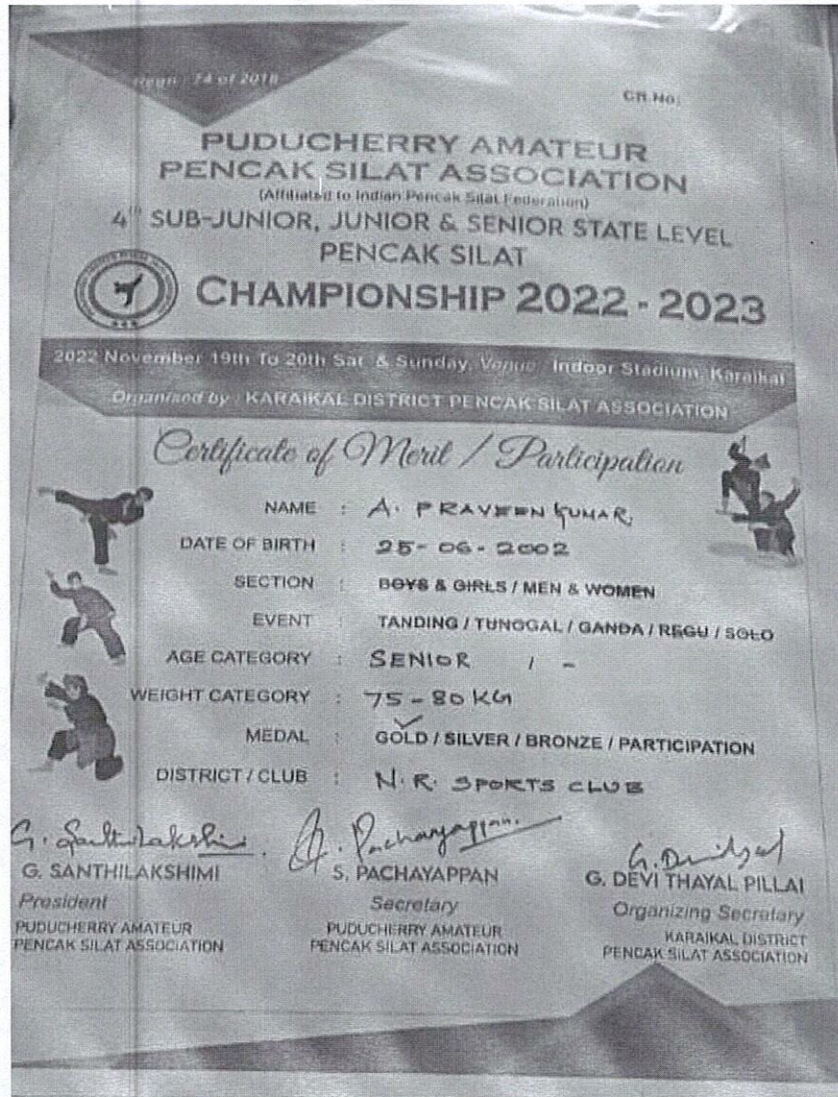 Regn : 74 of 2018
CR.No:
PUDUCHERRY AMATEUR
PENCAK SILAT ASSOCIATION
(Affiliated to Indian Pencak Silat Federation)
4th SUB-JUNIOR, JUNIOR & SENIOR STATE LEVEL
PENCAK SILAT
CHAMPIONSHIP 2022 - 2023
2022 November 19th To 20th Sat & Sunday, Venue : Indoor Stadium, Karaikal
Organised by : KARAIKAL DISTRICT PENCAK SILAT ASSOCIATION
Certificate of Merit / Participation
NAME : A. PRAVEEN KUMAR,
DATE OF BIRTH : 25-06-2002
SECTION : BOYS & GIRLS / MEN & WOMEN
EVENT : TANDING / TUNGGAL / GANDA / REGU / SOLO
AGE CATEGORY : SENIOR / -
WEIGHT CATEGORY : 75-80 KG
MEDAL : GOLD / SILVER / BRONZE / PARTICIPATION
DISTRICT / CLUB : N.R. SPORTS CLUB
G. Santhilakshmi
S. Pachayappan.
G. SANTHILAKSHIMI
President
PUDUCHERRY AMATEUR
PENCAK SILAT ASSOCIATION
S. PACHAYAPPAN
Secretary
PUDUCHERRY AMATEUR
PENCAK SILAT ASSOCIATION
G. DEVI THAYAL PILLAI
Organizing Secretary
KARAIKAL DISTRICT
PENCAK SILAT ASSOCIATION